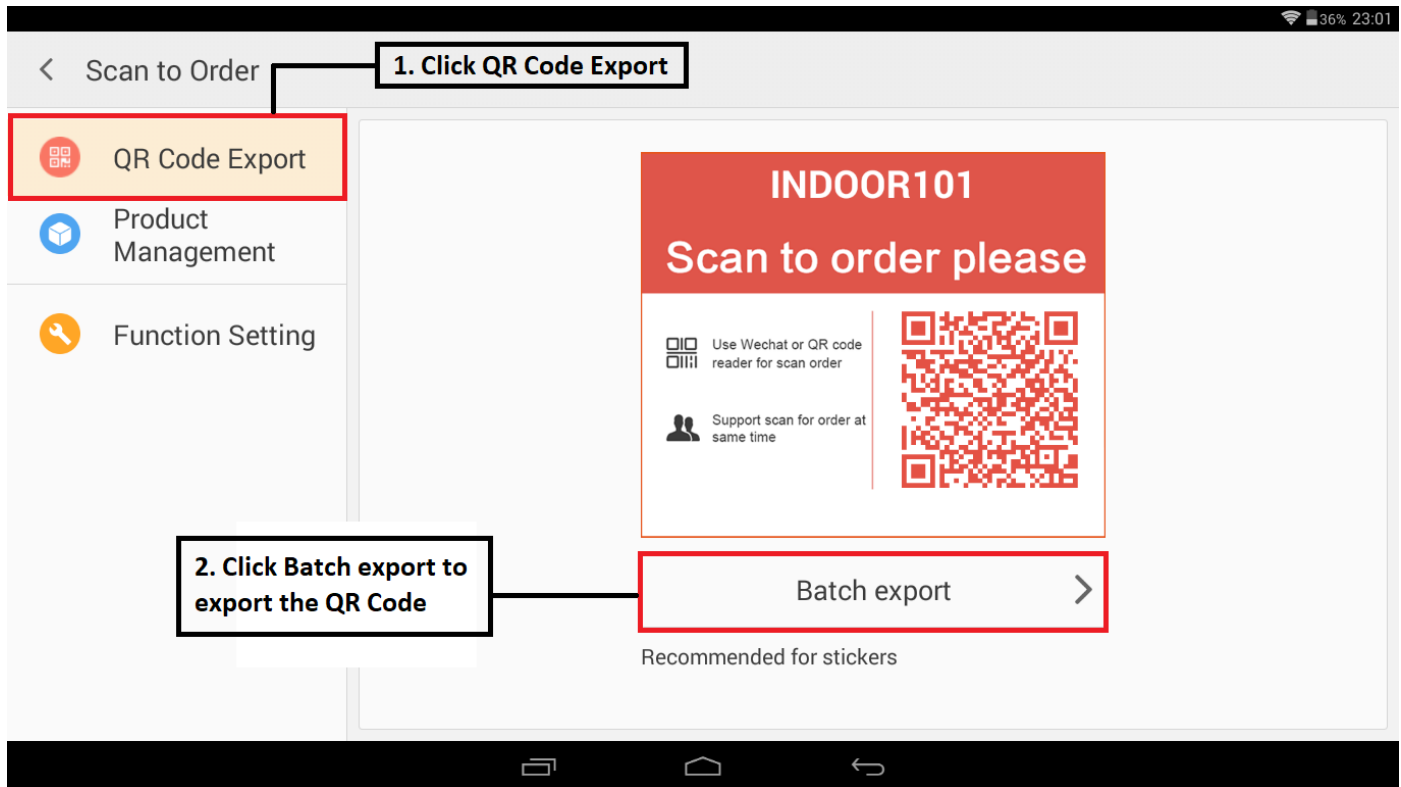 36% 23:01
Scan to Order
1. Click QR Code Export
QR Code Export
Product
Management
Function Setting
INDOOR101
Scan to order please
Use Wechat or QR code
reader for scan order
Support scan for order at
same time
2. Click Batch export to
export the QR Code
Batch export
Recommended for stickers